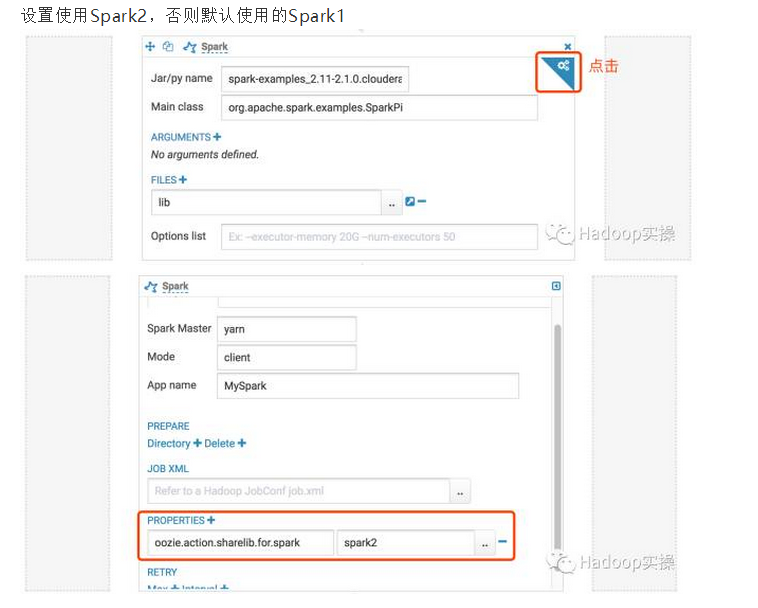 设置使用Spark2，否则默认使用的Spark1
Spark
点击
Jar/py name spark-examples_2.11-2.1.0.cloudera
Main class org.apache.spark.examples.SparkPi
ARGUMENTS
No arguments defined.
FILES
lib ..
Options list Ex: --executor-memory 20G --num-executors 50
Hadoop实操
Spark
Spark Master yarn
Mode client
App name MySpark
PREPARE
Directory Delete
JOB XML
Refer to a Hadoop JobConf job.xml ..
PROPERTIES
oozie.action.sharelib.for.spark spark2 ..
Hadoop实操
RETRY
Max Interval